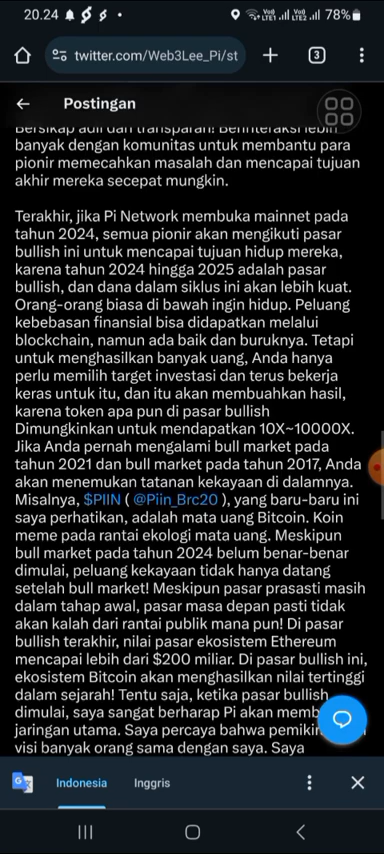 20.24
78%
twitter.com/Web3Lee_Pi/st
3
Postingan
Bersikap adil dan transparan! Berinteraksi lebih
banyak dengan komunitas untuk membantu para
pionir memecahkan masalah dan mencapai tujuan
akhir mereka secepat mungkin.
Terakhir, jika Pi Network membuka mainnet pada
tahun 2024, semua pionir akan mengikuti pasar
bullish ini untuk mencapai tujuan hidup mereka,
karena tahun 2024 hingga 2025 adalah pasar
bullish, dan dana dalam siklus ini akan lebih kuat.
Orang-orang biasa di bawah ingin hidup. Peluang
kebebasan finansial bisa didapatkan melalui
blockchain, namun ada baik dan buruknya. Tetapi
untuk menghasilkan banyak uang, Anda hanya
perlu memilih target investasi dan terus bekerja
keras untuk itu, dan itu akan membuahkan hasil,
karena token apa pun di pasar bullish
Dimungkinkan untuk mendapatkan 10X~10000X.
Jika Anda pernah mengalami bull market pada
tahun 2021 dan bull market pada tahun 2017, Anda
akan menemukan tatanan kekayaan di dalamnya.
Misalnya, $PIIN ( @Piin_Brc20 ), yang baru-baru ini
saya perhatikan, adalah mata uang Bitcoin. Koin
meme pada rantai ekologi mata uang. Meskipun
bull market pada tahun 2024 belum benar-benar
dimulai, peluang kekayaan tidak hanya datang
setelah bull market! Meskipun pasar prasasti masih
dalam tahap awal, pasar masa depan pasti tidak
akan kalah dari rantai publik mana pun! Di pasar
bullish terakhir, nilai pasar ekosistem Ethereum
mencapai lebih dari $200 miliar. Di pasar bullish ini,
ekosistem Bitcoin akan menghasilkan nilai tertinggi
dalam sejarah! Tentu saja, ketika pasar bullish
dimulai, saya sangat berharap Pi akan memb
jaringan utama. Saya percaya bahwa pemikir
visi banyak orang sama dengan saya. Saya
Indonesia
Inggris